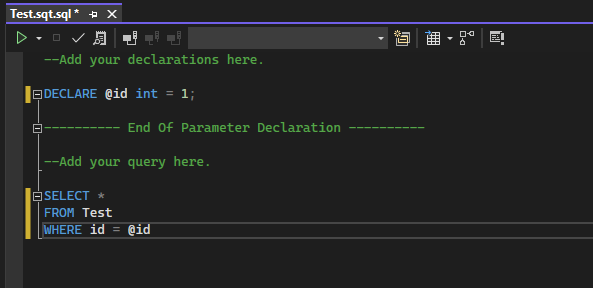 Test.sqt.sql *
--Add your declarations here.
DECLARE @id int = 1;
---------- End Of Parameter Declaration ----------
--Add your query here.
SELECT *
FROM Test
WHERE id = @id